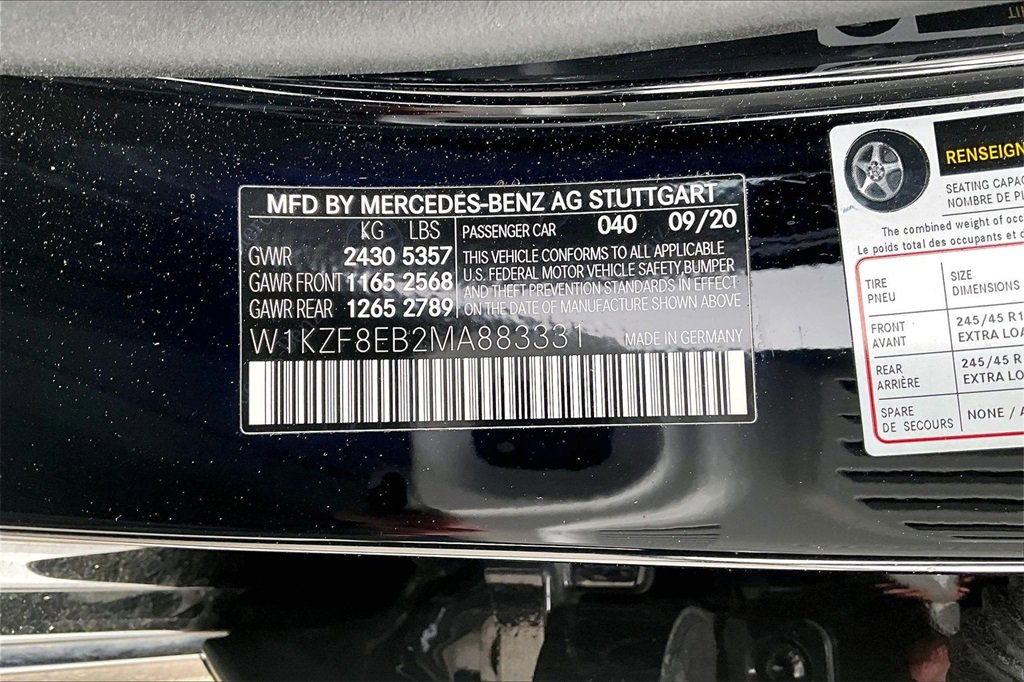 MFD BY MERCEDES-BENZ AG STUTTGART
KG LBS
GVWR 2430 5357
GAWR FRONT 1165 2568
GAWR REAR 1265 2789
PASSENGER CAR 040 09/20
THIS VEHICLE CONFORMS TO ALL APPLICABLE
U.S. FEDERAL MOTOR VEHICLE SAFETY,BUMPER
AND THEFT PREVENTION STANDARDS IN EFFECT
ON THE DATE OF MANUFACTURE SHOWN ABOVE
W1KZF8EB2MA883331 MADE IN GERMANY
RENSEIGN
SEATING CAPA
NOMBRE DE PL
The combined weight of occ
Le poids total des occupants et d
TIRE
PNEU
SIZE
DIMENSIONS
FRONT
AVANT
245/45 R1
EXTRA LOA
REAR
ARRIÈRE
245/45 R
EXTRA LO
SPARE
DE SECOURS
NONE / A